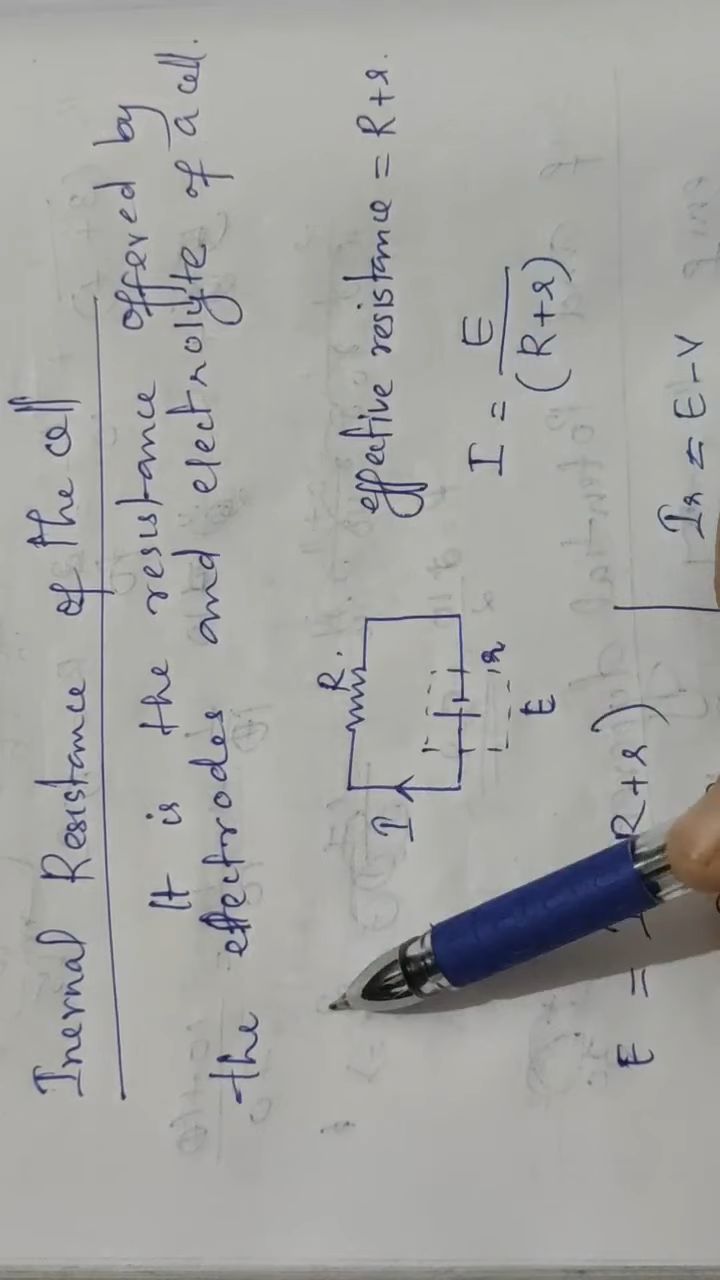 Inernal Resistance of the cell
It is the resistance offered by
the electrodes and electrolyte of a cell.
R
effective resistance = R+r.
I
I = E/(R+r)
r
E
E = R+r)
Ir = E-V